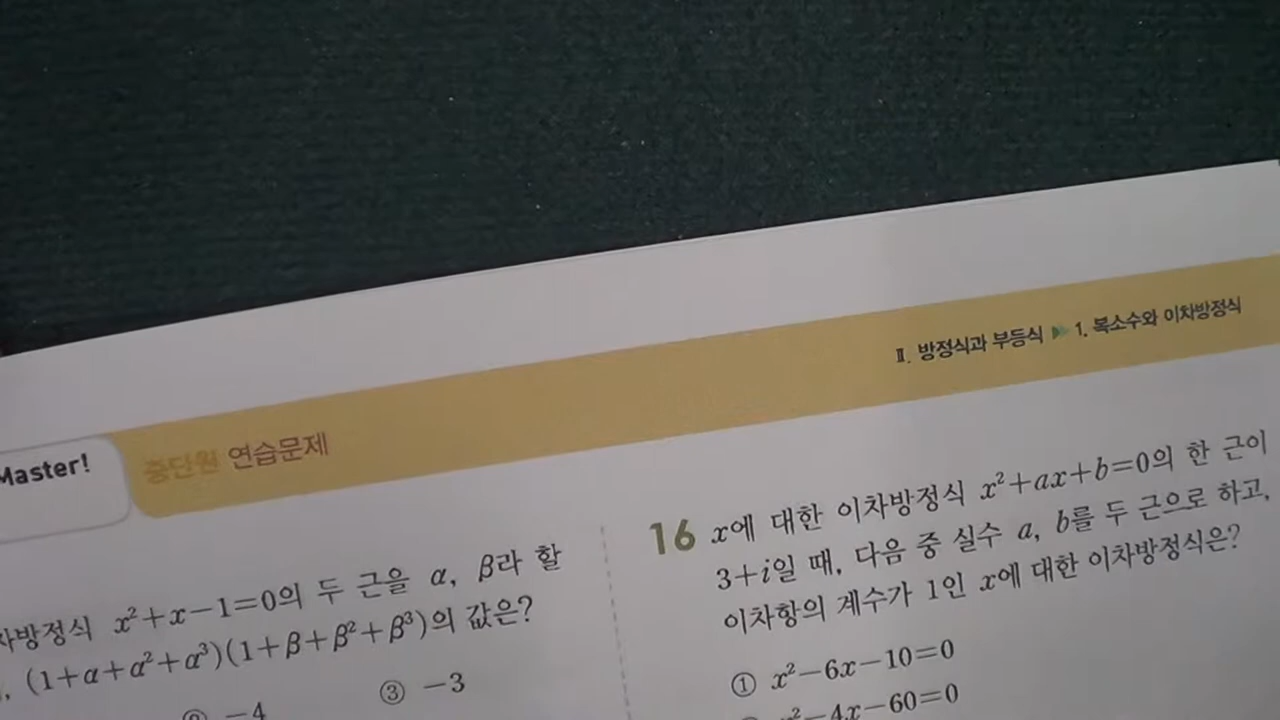 Master!
중단원 연습문제
Ⅱ. 방정식과 부등식 ▶ 1. 복소수와 이차방정식
차방정식 x²+x-1=0의 두 근을 α, β라 할
, (1+α+α²+α³)(1+β+β²+β³)의 값은?
-4 ③ -3
16 x에 대한 이차방정식 x²+ax+b=0의 한 근이
3+i일 때, 다음 중 실수 a, b를 두 근으로 하고,
이차항의 계수가 1인 x에 대한 이차방정식은?
① x²-6x-10=0
x²-4x-60=0